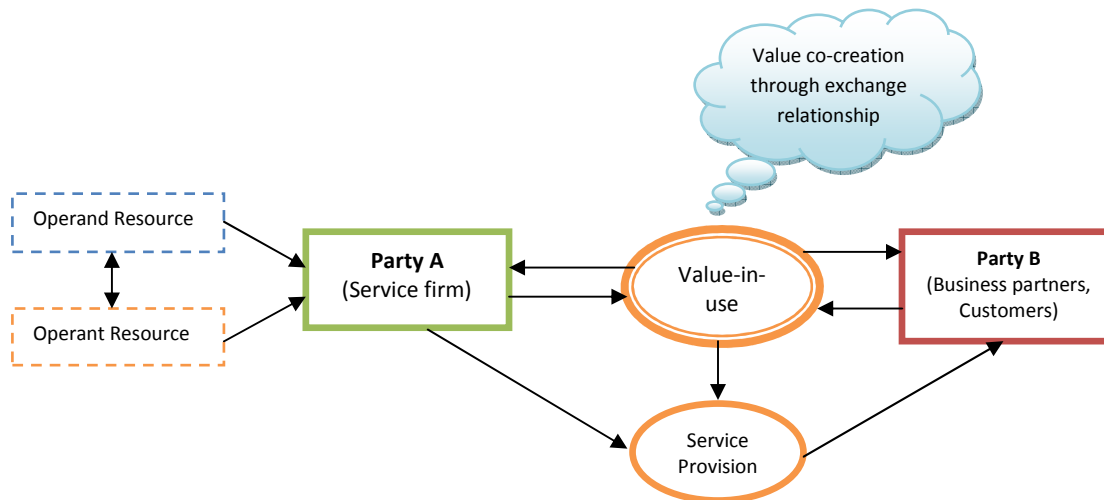 Value co-creation
through exchange
relationship
Operand Resource
Operant Resource
Party A
(Service firm)
Value-in-
use
Party B
(Business partners,
Customers)
Service
Provision